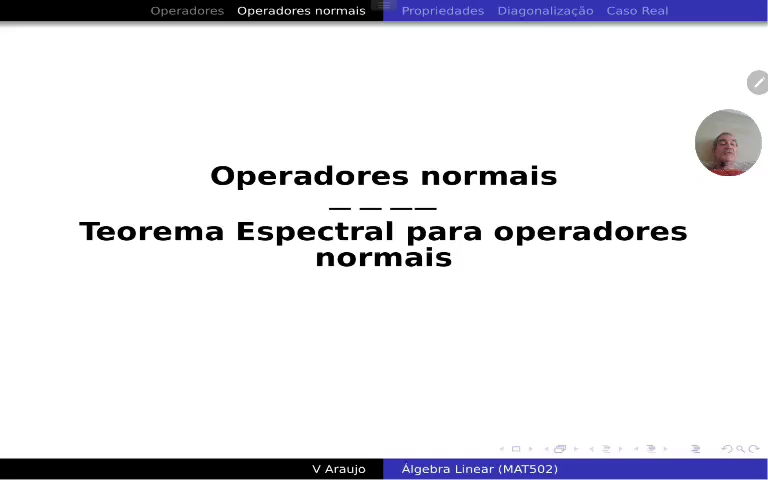 Operadores Operadores normais Propriedades Diagonalização Caso Real
Operadores normais
— — ——
Teorema Espectral para operadores
normais
V Araujo Álgebra Linear (MAT502)